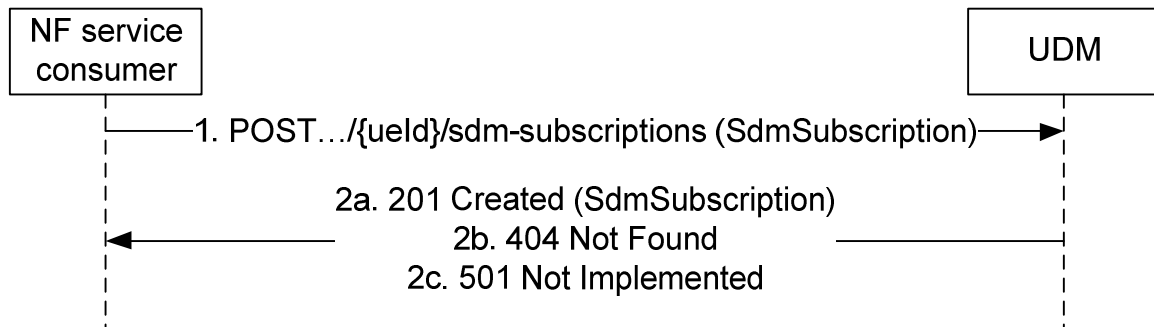 NF service
consumer
UDM
1. POST…/{ueId}/sdm-subscriptions (SdmSubscription)
2a. 201 Created (SdmSubscription)
2b. 404 Not Found
2c. 501 Not Implemented